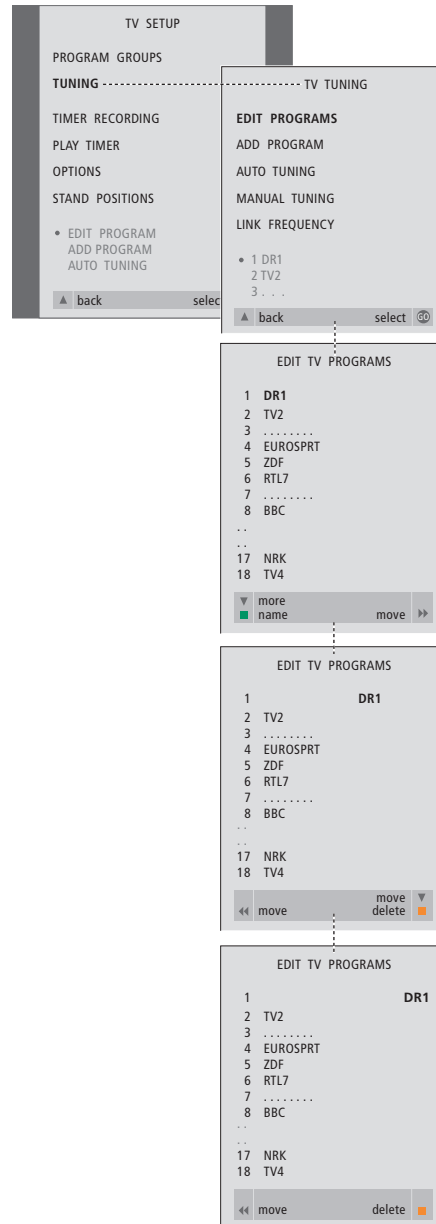 TV SETUP
PROGRAM GROUPS
TUNING
TIMER RECORDING
PLAY TIMER
OPTIONS
STAND POSITIONS
• EDIT PROGRAM
ADD PROGRAM
AUTO TUNING
▲ back selec
TV TUNING
EDIT PROGRAMS
ADD PROGRAM
AUTO TUNING
MANUAL TUNING
LINK FREQUENCY
• 1 DR1
2 TV2
3 . . .
▲ back select GO
EDIT TV PROGRAMS
1 DR1
2 TV2
3 . . . . . . . .
4 EUROSPRT
5 ZDF
6 RTL7
7 . . . . . . . .
8 BBC
. .
. .
17 NRK
18 TV4
▼ more
name move
EDIT TV PROGRAMS
1 DR1
2 TV2
3 . . . . . . . .
4 EUROSPRT
5 ZDF
6 RTL7
7 . . . . . . . .
8 BBC
. .
. .
17 NRK
18 TV4
move ▼
move delete
EDIT TV PROGRAMS
1 DR1
2 TV2
3 . . . . . . . .
4 EUROSPRT
5 ZDF
6 RTL7
7 . . . . . . . .
8 BBC
. .
. .
17 NRK
18 TV4
move delete